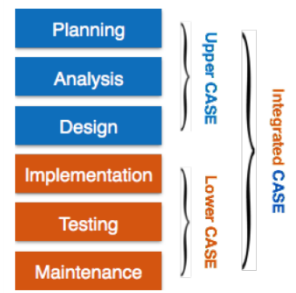 Planning
Analysis
Design
Implementation
Testing
Maintenance
Upper CASE
Lower CASE
Integrated CASE